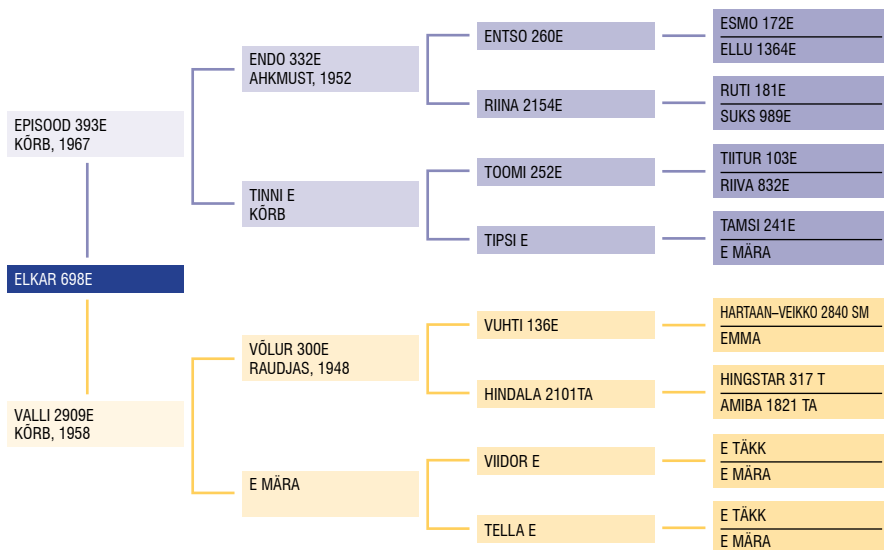 EPISOOD 393E
KÕRB, 1967
ELKAR 698E
VALLI 2909E
KÕRB, 1958
ENDO 332E
AHKMUST, 1952
TINNI E
KÕRB
VÕLUR 300E
RAUDJAS, 1948
E MÄRA
ENTSO 260E
RIINA 2154E
TOOMI 252E
TIPSI E
VUHTI 136E
HINDALA 2101TA
VIIDOR E
TELLA E
ESMO 172E
ELLU 1364E
RUTI 181E
SUKS 989E
TIITUR 103E
RIIVA 832E
TAMSI 241E
E MÄRA
HARTAAN–VEIKKO 2840 SM
EMMA
HINGSTAR 317 T
AMIBA 1821 TA
E TÄKK
E MÄRA
E TÄKK
E MÄRA